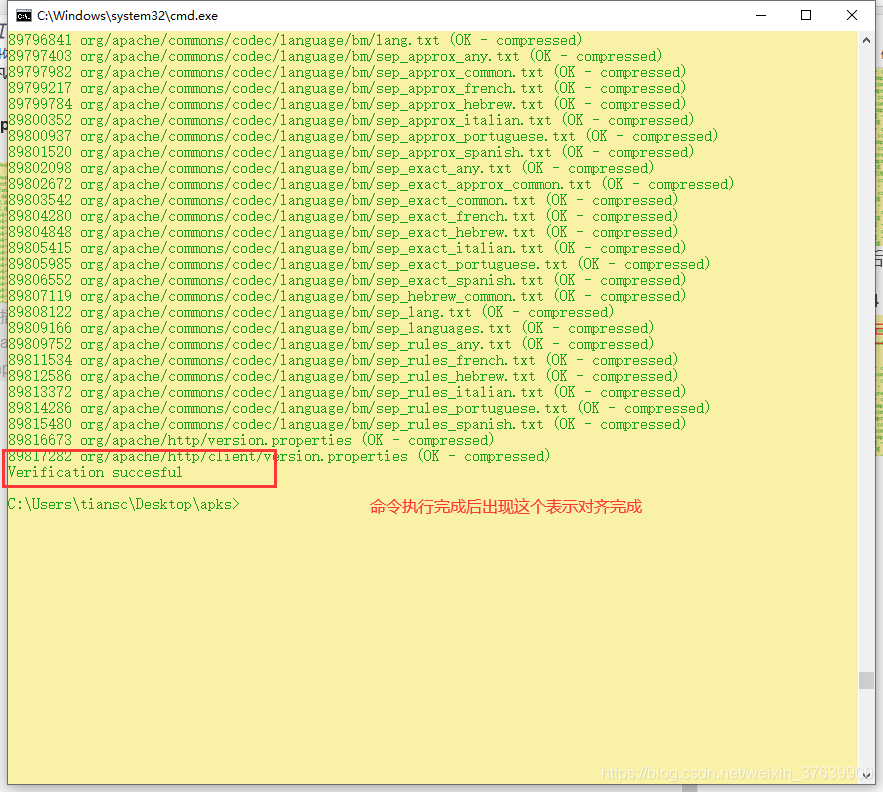 C:\Windows\system32\cmd.exe
89796841 org/apache/commons/codec/language/bm/lang.txt (OK - compressed)
89797403 org/apache/commons/codec/language/bm/sep_approx_any.txt (OK - compressed)
89797982 org/apache/commons/codec/language/bm/sep_approx_common.txt (OK - compressed)
89799217 org/apache/commons/codec/language/bm/sep_approx_french.txt (OK - compressed)
89799784 org/apache/commons/codec/language/bm/sep_approx_hebrew.txt (OK - compressed)
89800352 org/apache/commons/codec/language/bm/sep_approx_italian.txt (OK - compressed)
89800937 org/apache/commons/codec/language/bm/sep_approx_portuguese.txt (OK - compressed)
89801520 org/apache/commons/codec/language/bm/sep_approx_spanish.txt (OK - compressed)
89802098 org/apache/commons/codec/language/bm/sep_exact_any.txt (OK - compressed)
89802672 org/apache/commons/codec/language/bm/sep_exact_approx_common.txt (OK - compressed)
89803542 org/apache/commons/codec/language/bm/sep_exact_common.txt (OK - compressed)
89804280 org/apache/commons/codec/language/bm/sep_exact_french.txt (OK - compressed)
89804848 org/apache/commons/codec/language/bm/sep_exact_hebrew.txt (OK - compressed)
89805415 org/apache/commons/codec/language/bm/sep_exact_italian.txt (OK - compressed)
89805985 org/apache/commons/codec/language/bm/sep_exact_portuguese.txt (OK - compressed)
89806552 org/apache/commons/codec/language/bm/sep_exact_spanish.txt (OK - compressed)
89807119 org/apache/commons/codec/language/bm/sep_hebrew_common.txt (OK - compressed)
89808122 org/apache/commons/codec/language/bm/sep_lang.txt (OK - compressed)
89809166 org/apache/commons/codec/language/bm/sep_languages.txt (OK - compressed)
89809752 org/apache/commons/codec/language/bm/sep_rules_any.txt (OK - compressed)
89811534 org/apache/commons/codec/language/bm/sep_rules_french.txt (OK - compressed)
89812586 org/apache/commons/codec/language/bm/sep_rules_hebrew.txt (OK - compressed)
89813372 org/apache/commons/codec/language/bm/sep_rules_italian.txt (OK - compressed)
89814286 org/apache/commons/codec/language/bm/sep_rules_portuguese.txt (OK - compressed)
89815480 org/apache/commons/codec/language/bm/sep_rules_spanish.txt (OK - compressed)
89816673 org/apache/http/version.properties (OK - compressed)
89817282 org/apache/http/client/version.properties (OK - compressed)
Verification succesful
C:\Users\tiansc\Desktop\apks>
命令执行完成后出现这个表示对齐完成